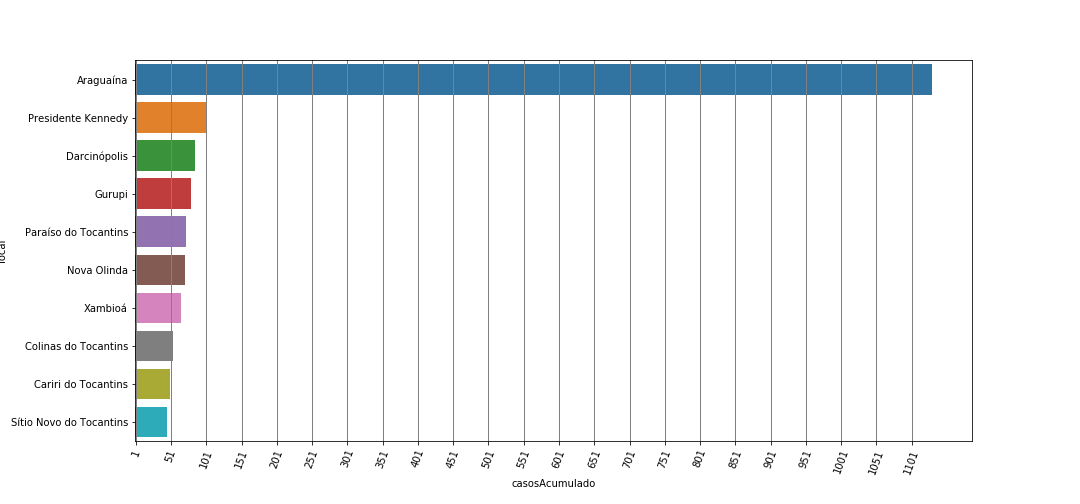 Araguaína
Presidente Kennedy
Darcinópolis
Gurupi
Paraíso do Tocantins
Nova Olinda
Xambioá
Colinas do Tocantins
Cariri do Tocantins
Sítio Novo do Tocantins
1 51 101 151 201 251 301 351 401 451 501 551 601 651 701 751 801 851 901 951 1001 1051 1101
casosAcumulado